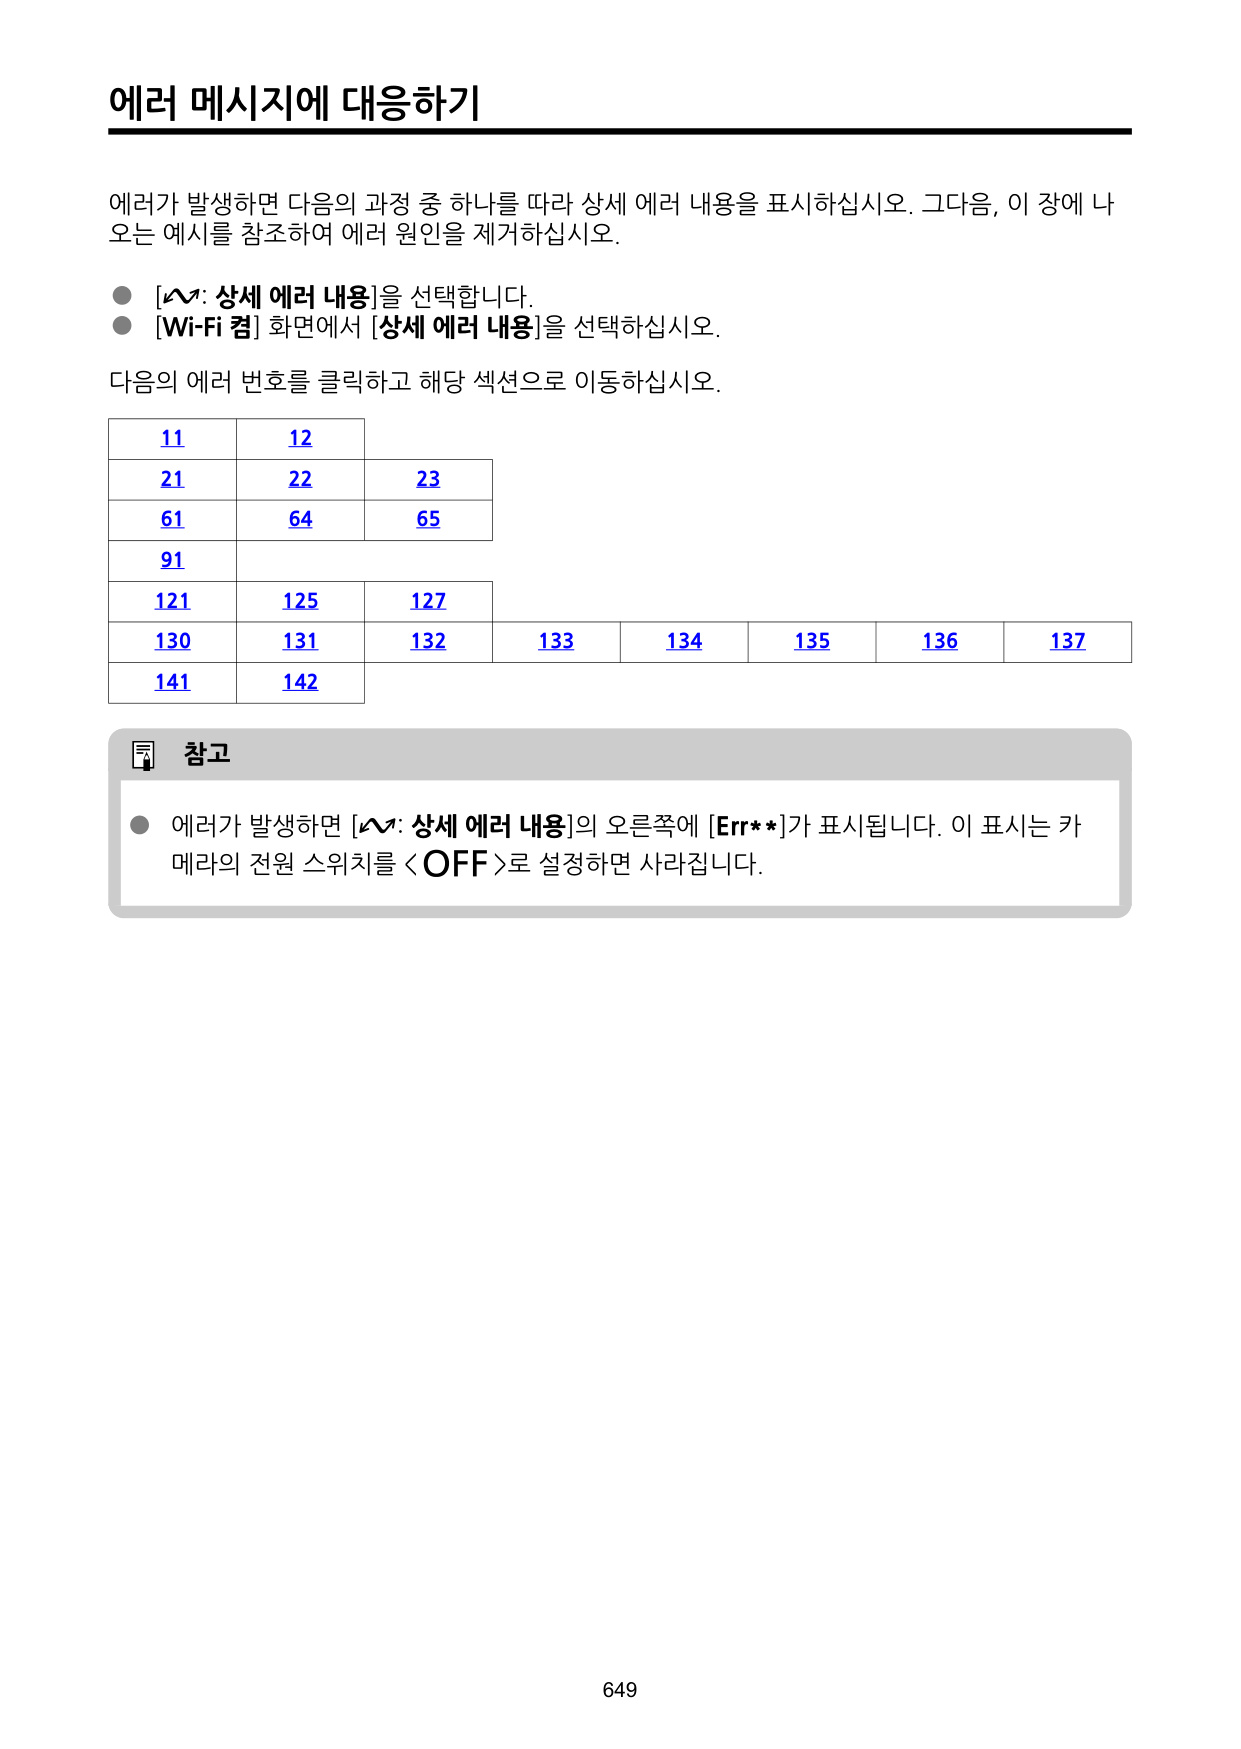 에러 메시지에 대응하기
에러가 발생하면 다음의 과정 중 하나를 따라 상세 에러 내용을 표시하십시오. 그다음, 이 장에 나
오는 예시를 참조하여 에러 원인을 제거하십시오.
● [: 상세 에러 내용]을 선택합니다.
● [Wi-Fi 켬] 화면에서 [상세 에러 내용]을 선택하십시오.
다음의 에러 번호를 클릭하고 해당 섹션으로 이동하십시오.
11 12
21 22 23
61 64 65
91
121 125 127
130 131 132 133 134 135 136 137
141 142
참고
● 에러가 발생하면 [: 상세 에러 내용]의 오른쪽에 [Err**]가 표시됩니다. 이 표시는 카
메라의 전원 스위치를 <OFF>로 설정하면 사라집니다.
649